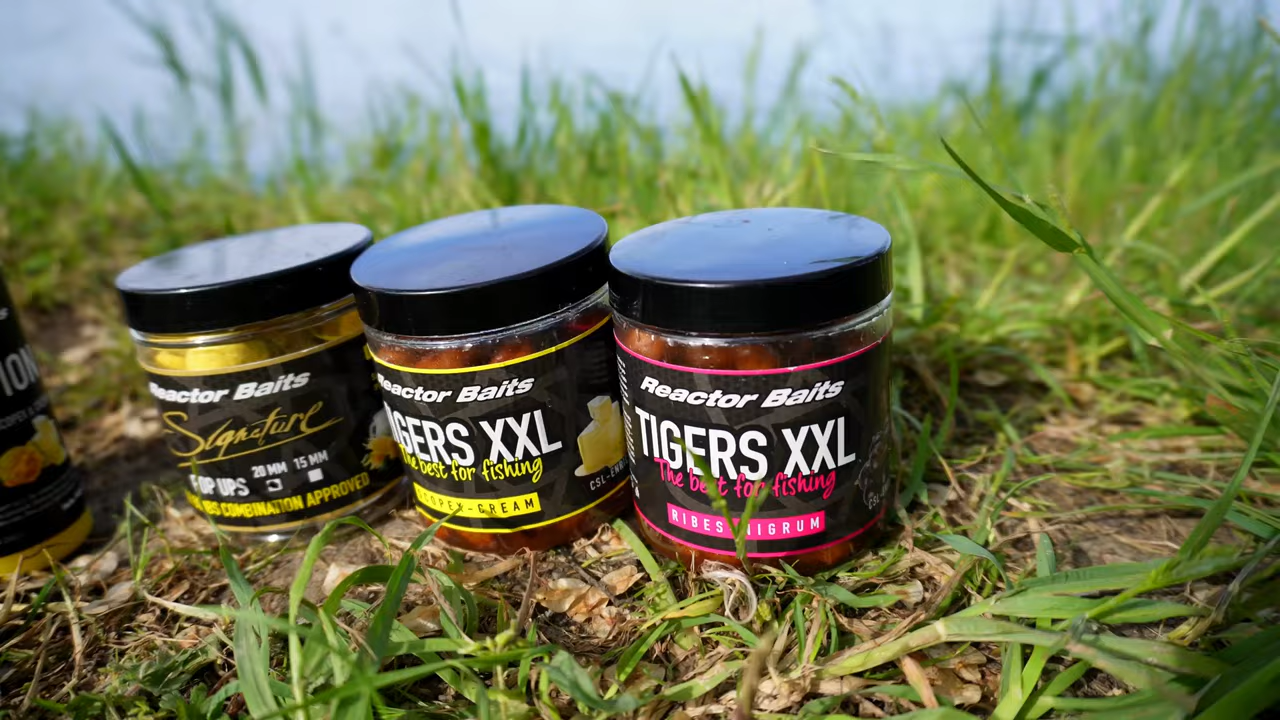 ION
Reactor Baits
Signature
POP UPS
20 MM 15 MM
COMBINATION APPROVED
Reactor Baits
TIGERS XXL
The best for fishing
SCOPEX-CREAM
Reactor Baits
TIGERS XXL
The best for fishing
RIBES NIGRUM